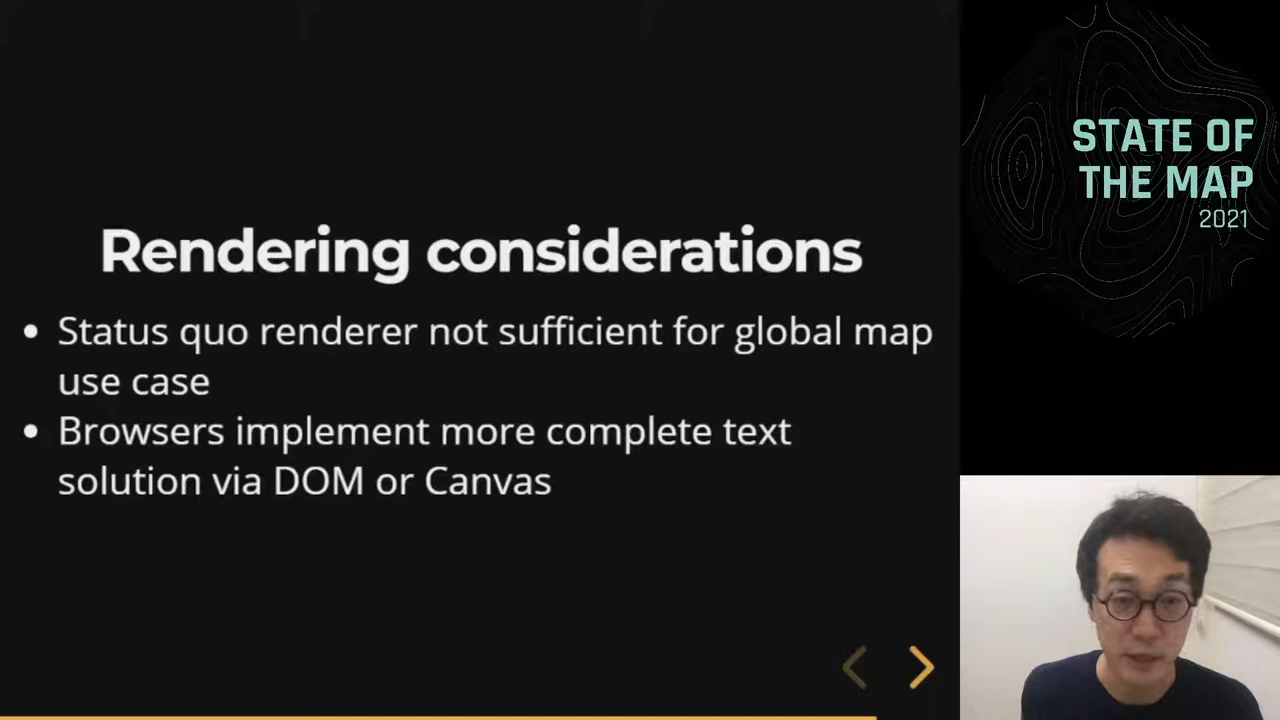 Rendering considerations
Status quo renderer not sufficient for global map
use case
Browsers implement more complete text
solution via DOM or Canvas
STATE OF
THE MAP
2021